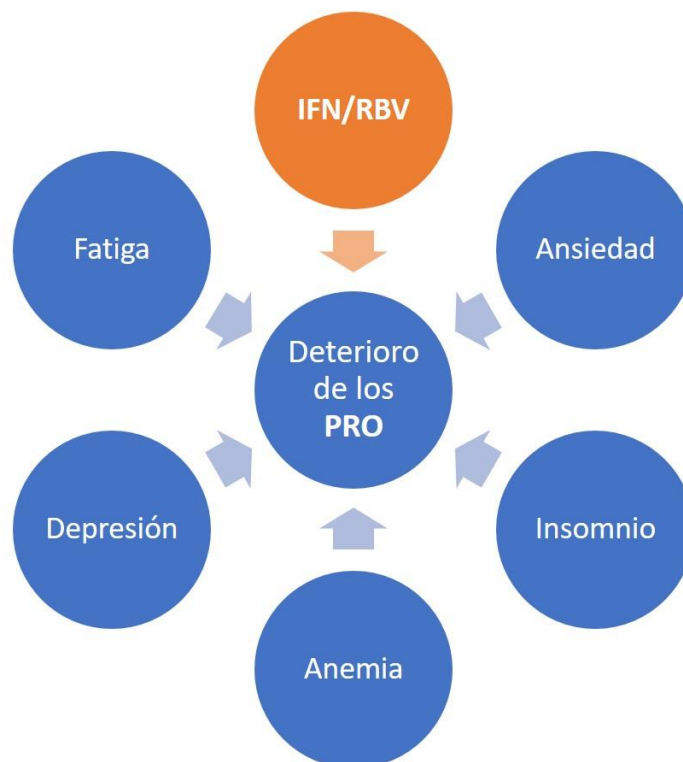 IFN/RBV
Fatiga
Ansiedad
Deterioro
de los
PRO
Depresión
Insomnio
Anemia